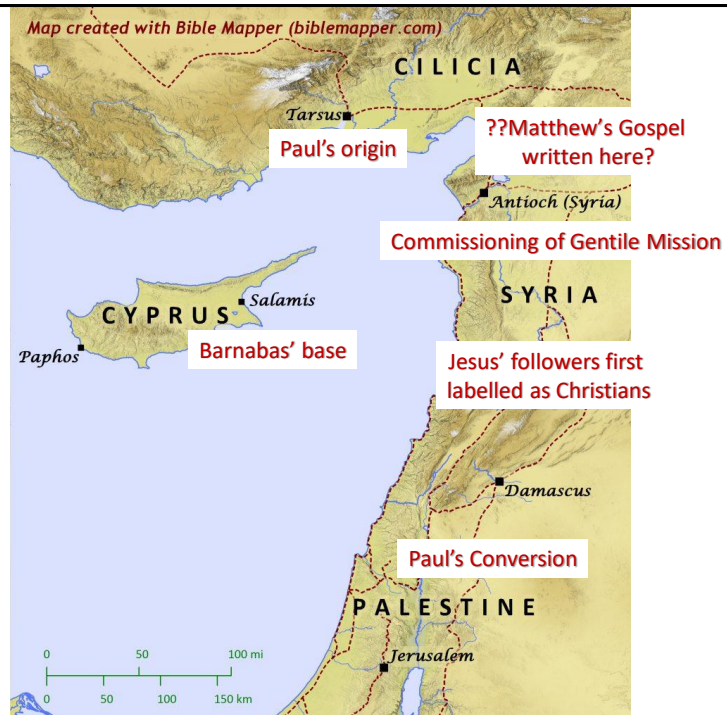 Map created with Bible Mapper (biblemapper.com)
CILICIA
Tarsus
Paul's origin
??Matthew's Gospel
written here?
Antioch (Syria)
Commissioning of Gentile Mission
SYRIA
Salamis
CYPRUS
Barnabas' base
Paphos
Jesus' followers first
labelled as Christians
Damascus
Paul's Conversion
PALESTINE
Jerusalem
0 50 100 mi
0 50 100 150 km